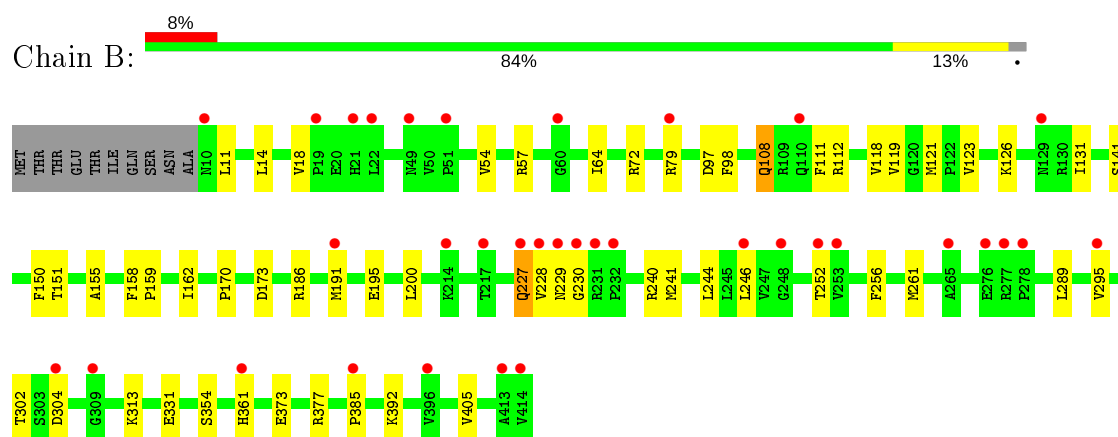 8%
Chain B:
84% 13% •
MET THR THR GLU THR ILE GLN SER ASN ALA N10 L11 L14 V18 P19 E20 H21 L22 N49 V50 P51 V54 R57 G60 I64 R72 R79 D97 F98 Q108 R109 Q110 F111 R112 V118 V119 G120 M121 P122 V123 K126 N129 R130 I131 S141
F150 T151 A155 F158 P159 I162 P170 D173 R186 M191 E195 L200 K214 T217 Q227 V228 N229 G230 R231 P232 R240 M241 L244 L245 L246 V247 G248 T252 V253 F256 M261 A265 E276 R277 P278 L289 V295
T302 S303 D304 G309 K313 E331 S354 H361 E373 R377 P385 K392 V396 V405 A413 V414